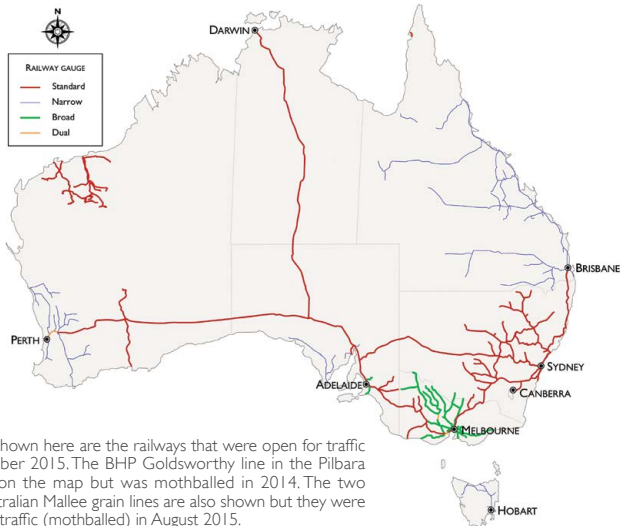 N
DARWIN
RAILWAY GAUGE
Standard
Narrow
Broad
Dual
BRISBANE
PERTH
SYDNEY
ADELAIDE
CANBERRA
MELBOURNE
shown here are the railways that were open for traffic
ber 2015. The BHP Goldsworthy line in the Pilbara
on the map but was mothballed in 2014. The two
tralian Mallee grain lines are also shown but they were
traffic (mothballed) in August 2015.
HOBART